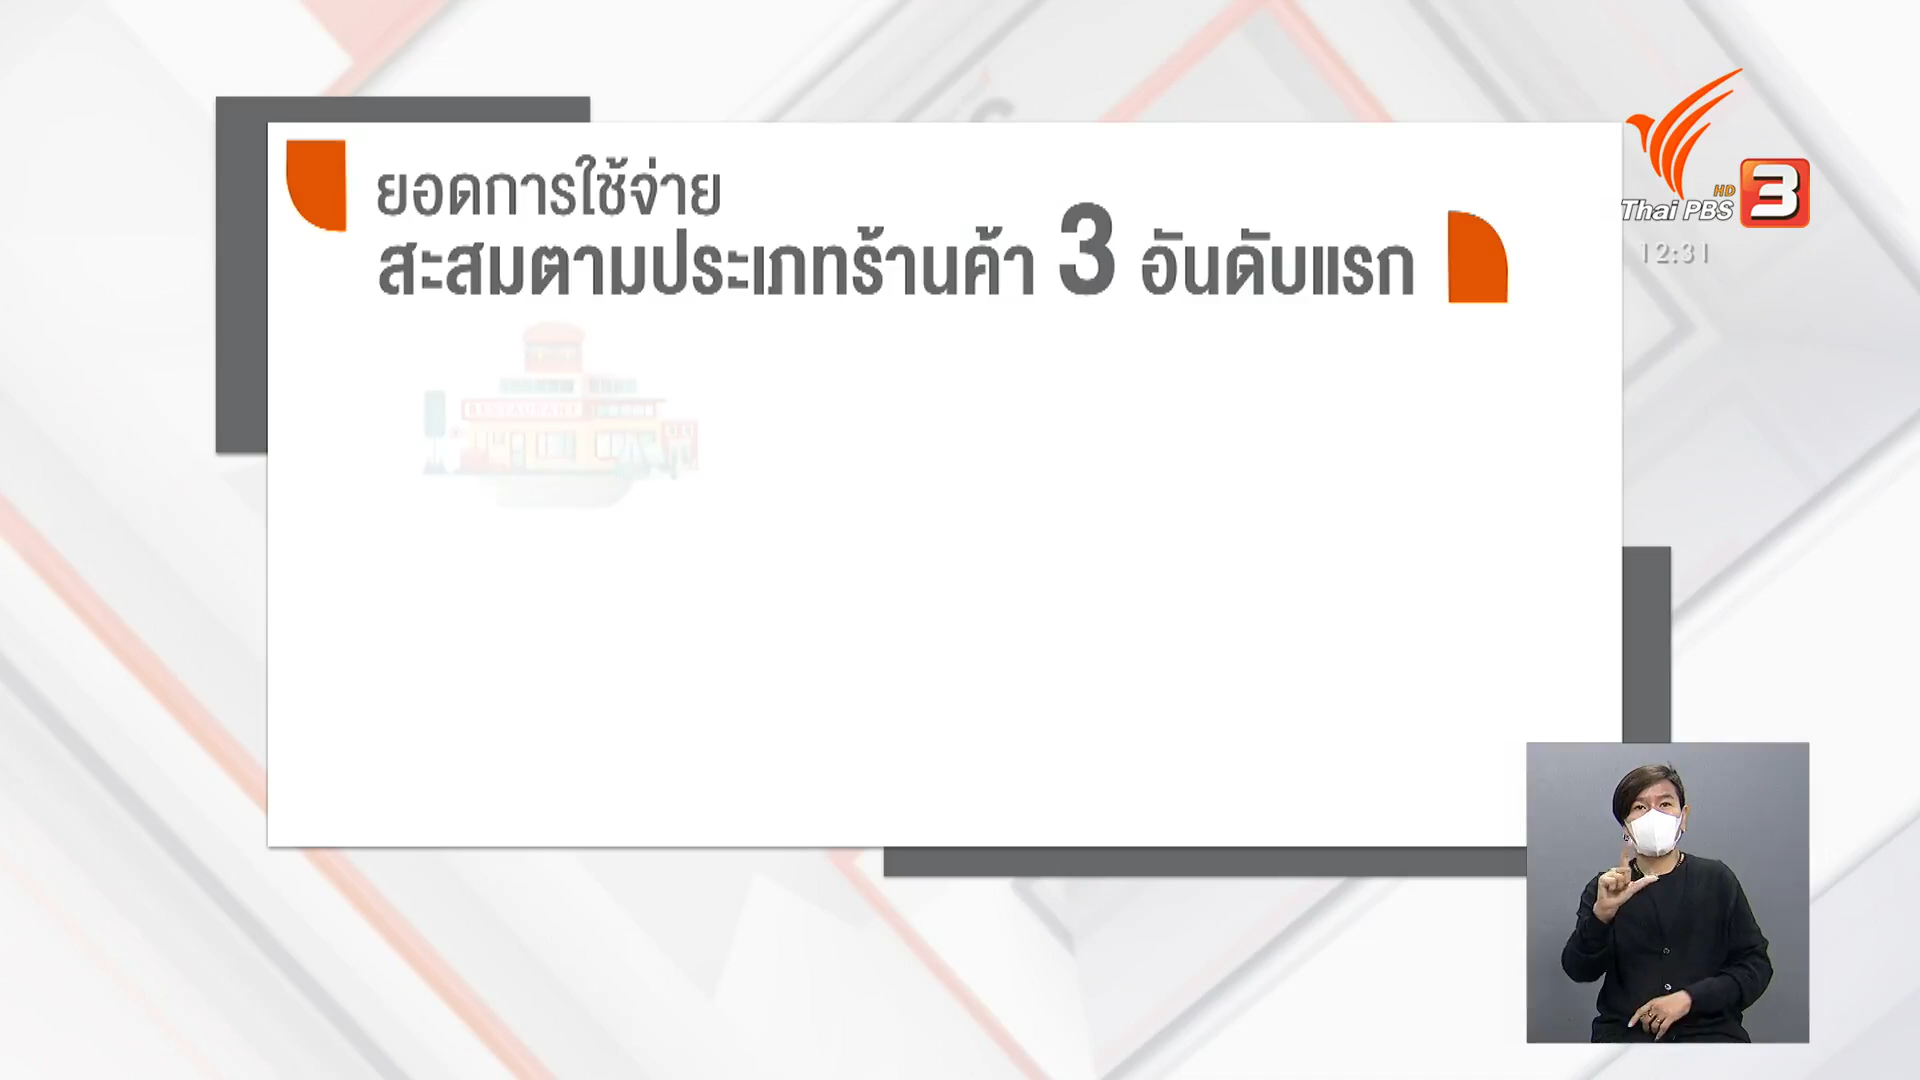 ยอดการใช้จ่าย
สะสมตามประเภทร้านค้า 3 อันดับแรก
RESTAURANT
HD
Thai PBS 3
12:31